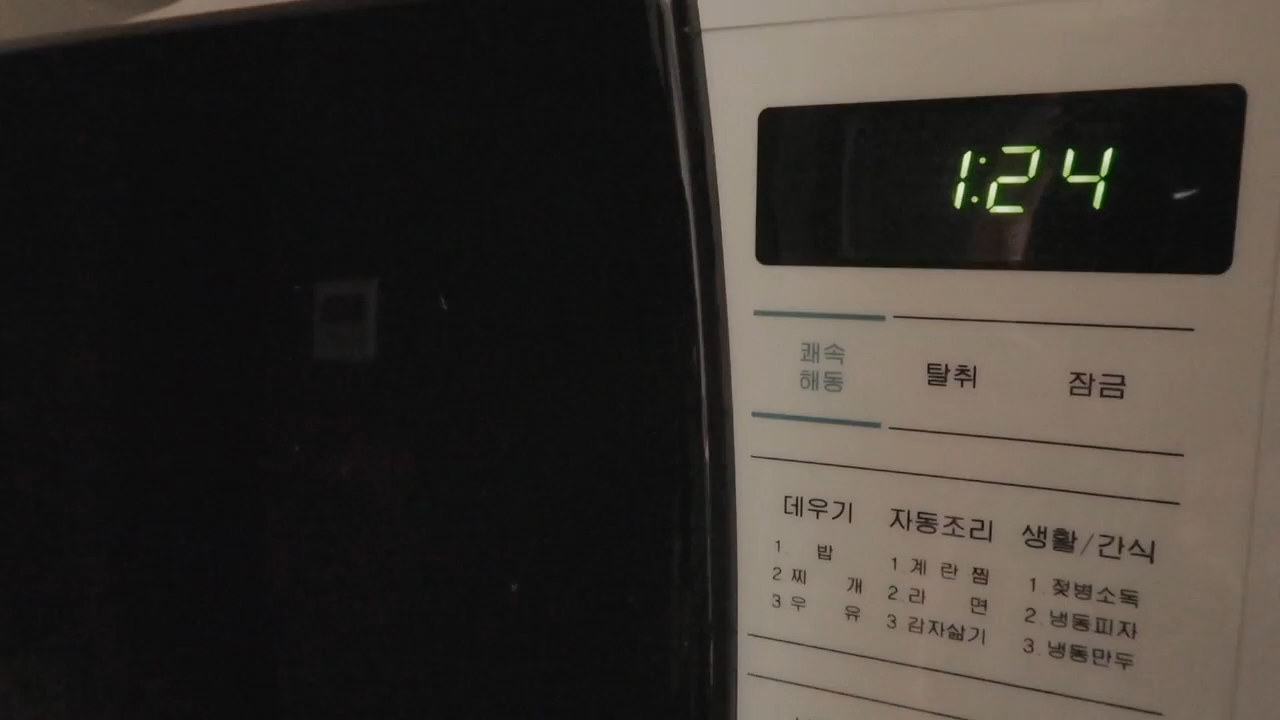 1:24
쾌속
해동
탈취
잠금
데우기
1. 밥
2. 찌 개
3. 우 유
자동조리
1. 계 란 찜
2. 라 면
3. 감자삶기
생활/간식
1. 젖병소독
2. 냉동피자
3. 냉동만두